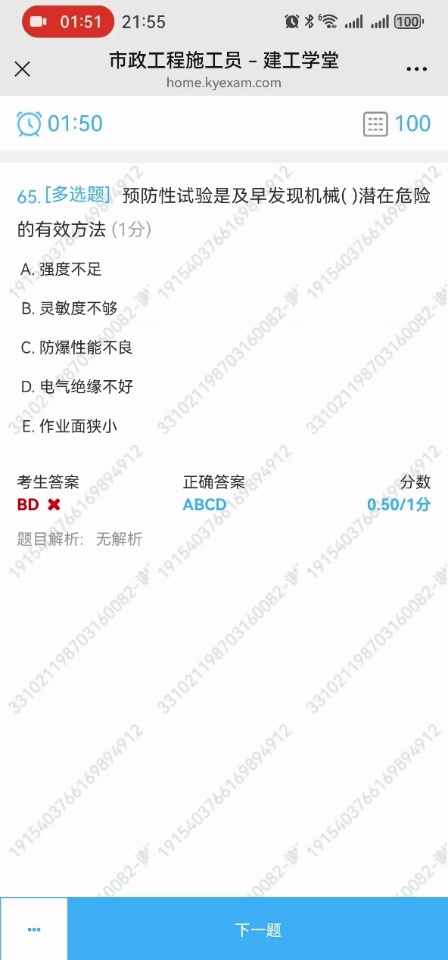 01:51 21:55 100
市政工程施工员 – 建工学堂
home.kyexam.com
01:50 100
65. [多选题] 预防性试验是及早发现机械( )潜在危险
的有效方法 (1分)
A. 强度不足
B. 灵敏度不够
C. 防爆性能不良
D. 电气绝缘不好
E. 作业面狭小
考生答案 正确答案 分数
BD ABCD 0.50/1分
题目解析: 无解析
下一题